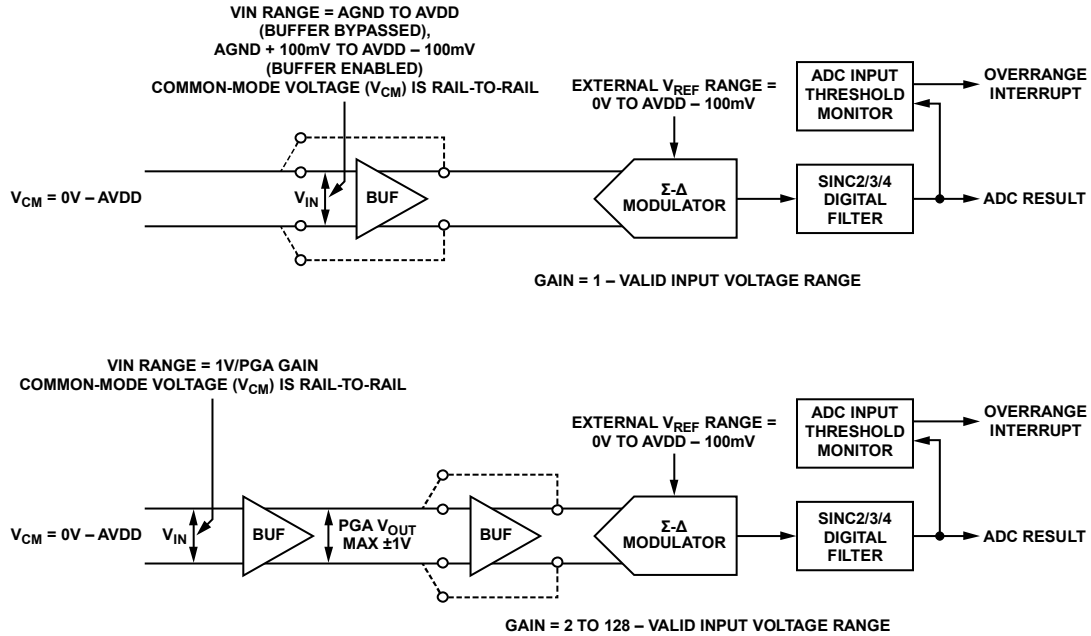 VIN RANGE = AGND TO AVDD
(BUFFER BYPASSED),
AGND + 100mV TO AVDD – 100mV
(BUFFER ENABLED)
COMMON-MODE VOLTAGE (VCM) IS RAIL-TO-RAIL
EXTERNAL VREF RANGE =
0V TO AVDD – 100mV
ADC INPUT
THRESHOLD
MONITOR
OVERRANGE
INTERRUPT
VCM = 0V – AVDD
VIN
BUF
Σ-Δ
MODULATOR
SINC2/3/4
DIGITAL
FILTER
ADC RESULT
GAIN = 1 – VALID INPUT VOLTAGE RANGE
VIN RANGE = 1V/PGA GAIN
COMMON-MODE VOLTAGE (VCM) IS RAIL-TO-RAIL
EXTERNAL VREF RANGE =
0V TO AVDD – 100mV
ADC INPUT
THRESHOLD
MONITOR
OVERRANGE
INTERRUPT
VCM = 0V – AVDD
VIN
BUF
PGA VOUT
MAX ±1V
BUF
Σ-Δ
MODULATOR
SINC2/3/4
DIGITAL
FILTER
ADC RESULT
GAIN = 2 TO 128 – VALID INPUT VOLTAGE RANGE